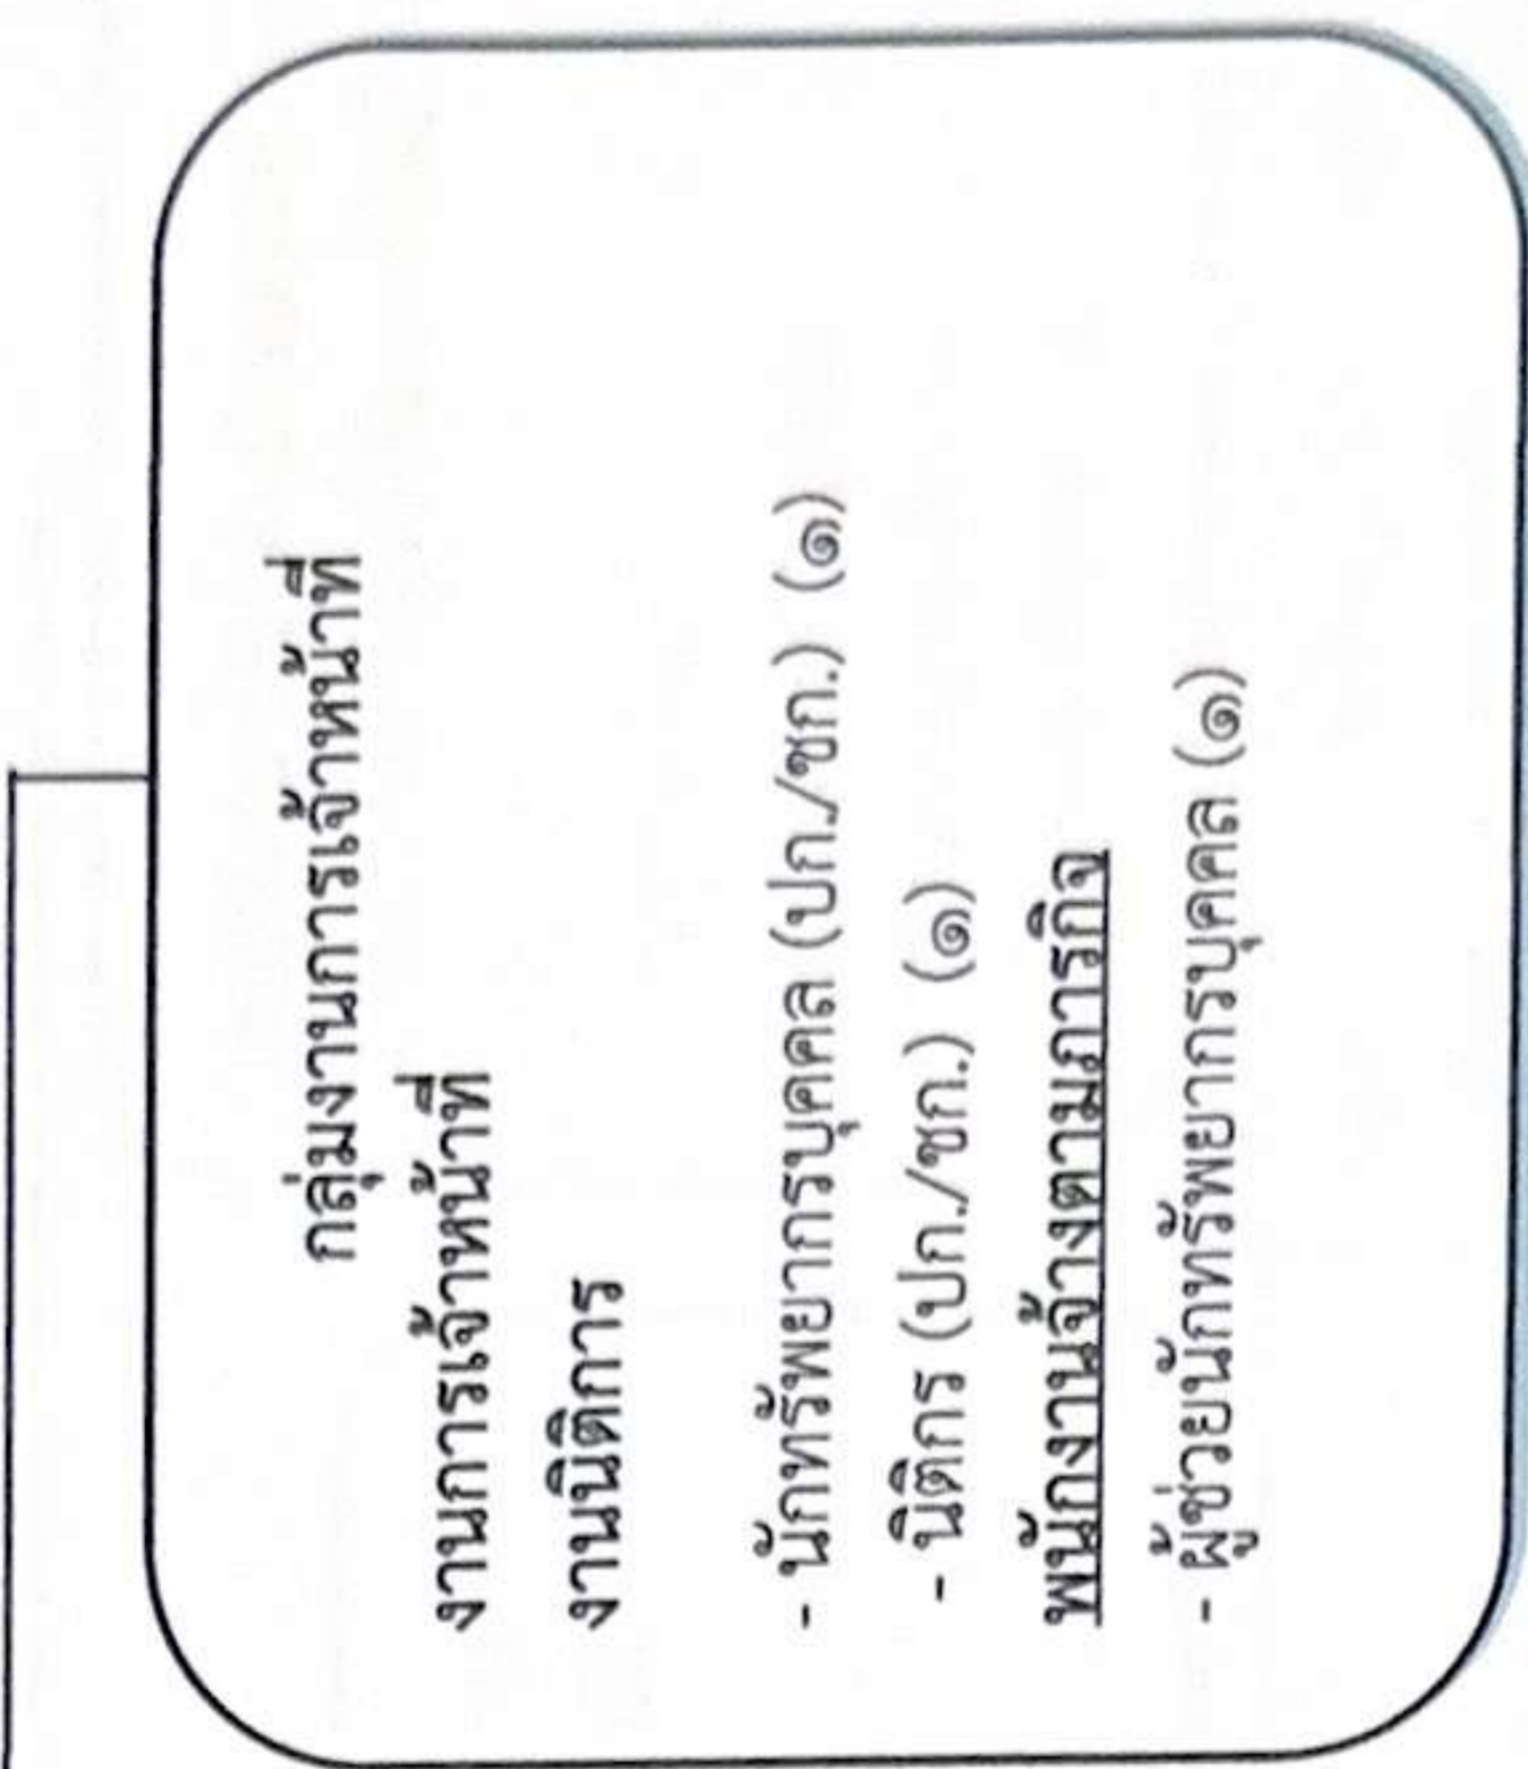 กลุ่มงานการเจ้าหน้าที่
งานการเจ้าหน้าที่
งานนิติการ
- นักทรัพยากรบุคคล (ปก./ชก.) (๑)
- นิติกร (ปก./ชก.) (๑)
พนักงานจ้างตามภารกิจ
- ผู้ช่วยนักทรัพยากรบุคคล (๑)